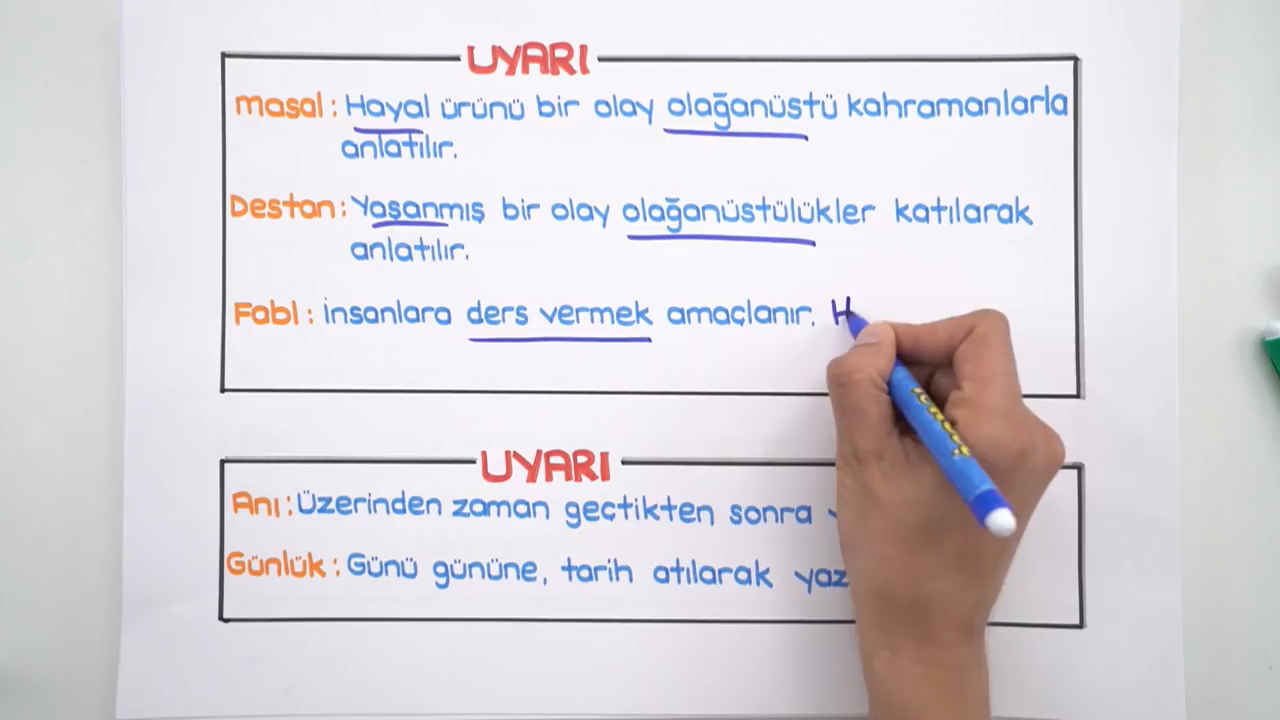 UYARI
Masal: Hayal ürünü bir olay olağanüstü kahramanlarla
anlatılır.
Destan: Yaşanmış bir olay olağanüstülükler katılarak
anlatılır.
Fabl: İnsanlara ders vermek amaçlanır. H
UYARI
Anı: Üzerinden zaman geçtikten sonra
Günlük: Günü gününe, tarih atılarak